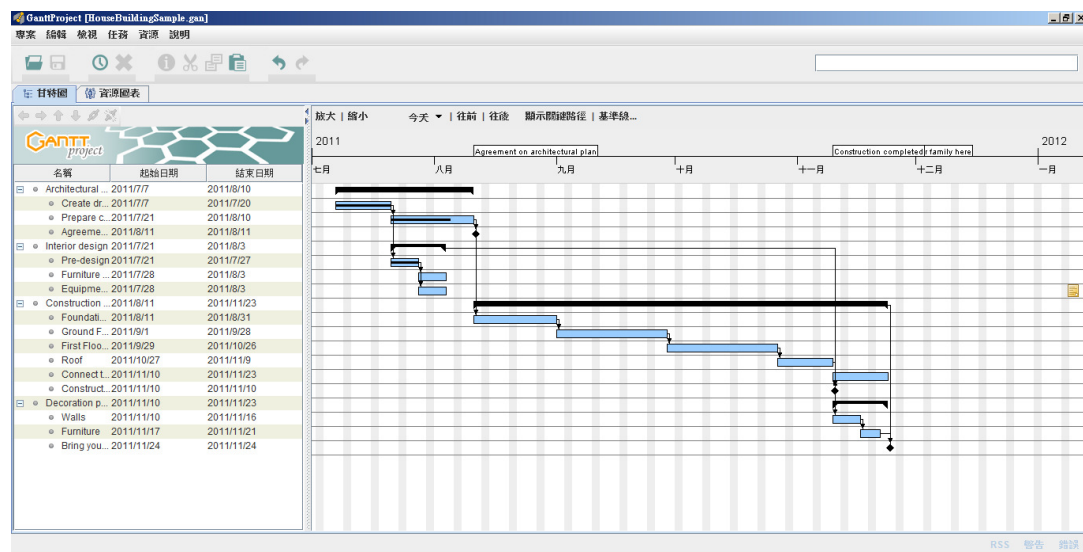 GanttProject [HouseBuildingSample.gan]
專案 編輯 檢視 任務 資源 說明
甘特圖 資源圖表
放大 | 縮小 今天 | 往前 | 往後 顯示關鍵路徑 | 基準線...
GANTT project
2011 2012
Agreement on architectural plan Construction completed family here
名稱 起始日期 結束日期 七月 八月 九月 十月 十一月 十二月 一月
Architectural ... 2011/7/7 2011/8/10
Create dr... 2011/7/7 2011/7/20
Prepare c... 2011/7/21 2011/8/10
Agreeme... 2011/8/11 2011/8/11
Interior design 2011/7/21 2011/8/3
Pre-design 2011/7/21 2011/7/27
Furniture ... 2011/7/28 2011/8/3
Equipme... 2011/7/28 2011/8/3
Construction ... 2011/8/11 2011/11/23
Foundati... 2011/8/11 2011/8/31
Ground F... 2011/9/1 2011/9/28
First Floo... 2011/9/29 2011/10/26
Roof 2011/10/27 2011/11/9
Connect t... 2011/11/10 2011/11/23
Construct... 2011/11/10 2011/11/10
Decoration p... 2011/11/10 2011/11/23
Walls 2011/11/10 2011/11/16
Furniture 2011/11/17 2011/11/21
Bring you... 2011/11/24 2011/11/24
RSS 警告 錯誤